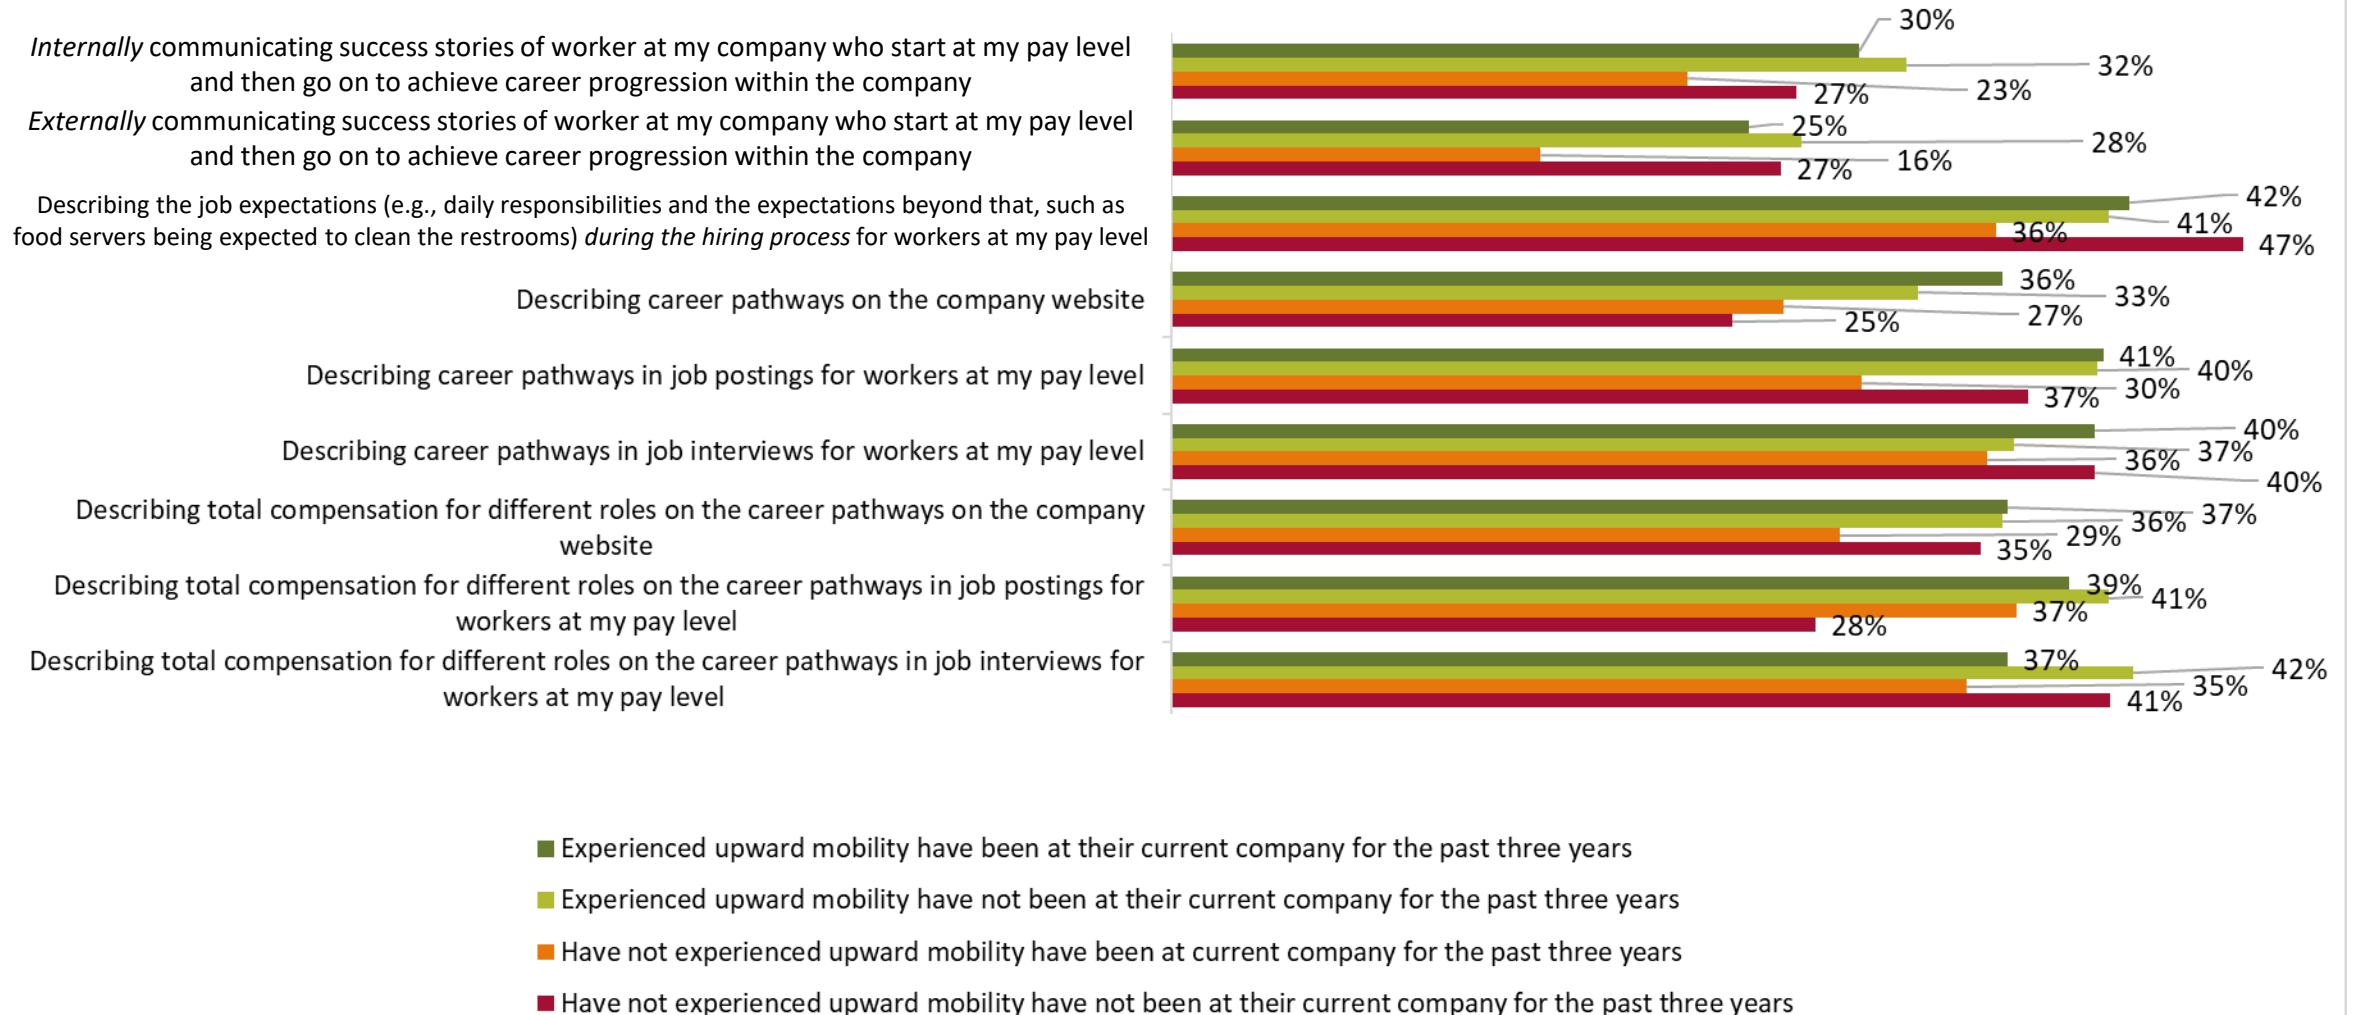 Internally communicating success stories of worker at my company who start at my pay level
and then go on to achieve career progression within the company
30%
32%
23%
27%
Externally communicating success stories of worker at my company who start at my pay level
and then go on to achieve career progression within the company
25%
28%
16%
27%
Describing the job expectations (e.g., daily responsibilities and the expectations beyond that, such as
food servers being expected to clean the restrooms) during the hiring process for workers at my pay level
42%
41%
36%
47%
Describing career pathways on the company website
36%
33%
27%
25%
Describing career pathways in job postings for workers at my pay level
41%
40%
30%
37%
Describing career pathways in job interviews for workers at my pay level
40%
37%
36%
40%
Describing total compensation for different roles on the career pathways on the company
website
37%
36%
29%
35%
Describing total compensation for different roles on the career pathways in job postings for
workers at my pay level
39%
41%
37%
28%
Describing total compensation for different roles on the career pathways in job interviews for
workers at my pay level
37%
42%
35%
41%
Experienced upward mobility have been at their current company for the past three years
Experienced upward mobility have not been at their current company for the past three years
Have not experienced upward mobility have been at current company for the past three years
Have not experienced upward mobility have not been at their current company for the past three years